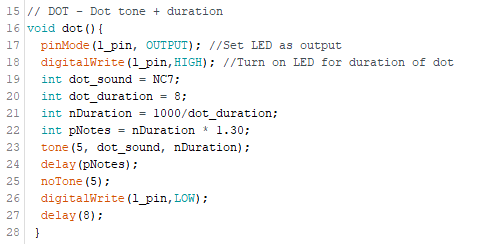 15 // DOT - Dot tone + duration
16 void dot(){
17 pinMode(l_pin, OUTPUT); //Set LED as output
18 digitalWrite(l_pin,HIGH); //Turn on LED for duration of dot
19 int dot_sound = NC7;
20 int dot_duration = 8;
21 int nDuration = 1000/dot_duration;
22 int pNotes = nDuration * 1.30;
23 tone(5, dot_sound, nDuration);
24 delay(pNotes);
25 noTone(5);
26 digitalWrite(l_pin,LOW);
27 delay(8);
28 }